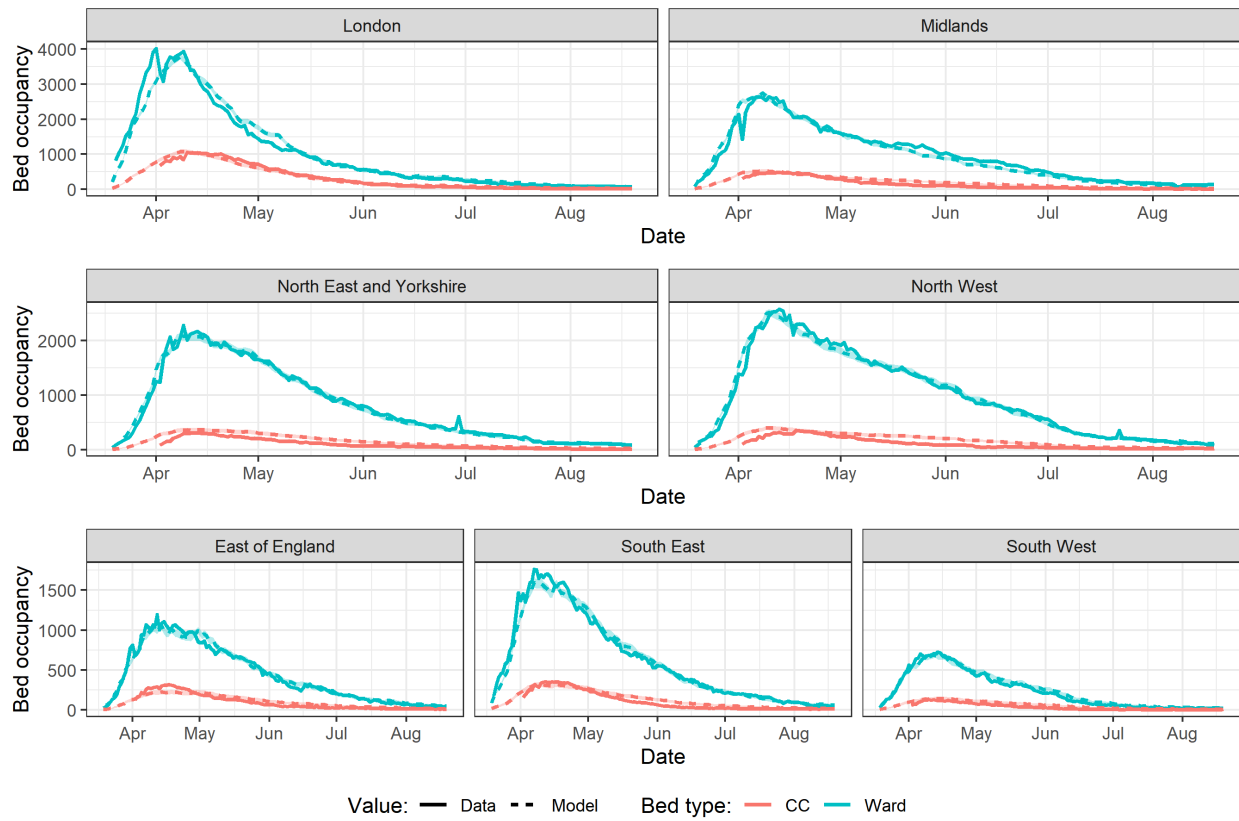 London Midlands
Bed occupancy 4000 3000 2000 1000 0 Bed occupancy
Apr May Jun Jul Aug Apr May Jun Jul Aug
Date
North East and Yorkshire North West
Bed occupancy 2000 1000 0
Apr May Jun Jul Aug Apr May Jun Jul Aug
Date
East of England South East South West
Bed occupancy 1500 1000 500 0
Apr May Jun Jul Aug Apr May Jun Jul Aug Apr May Jun Jul Aug
Date
Value: Data Model Bed type: CC Ward